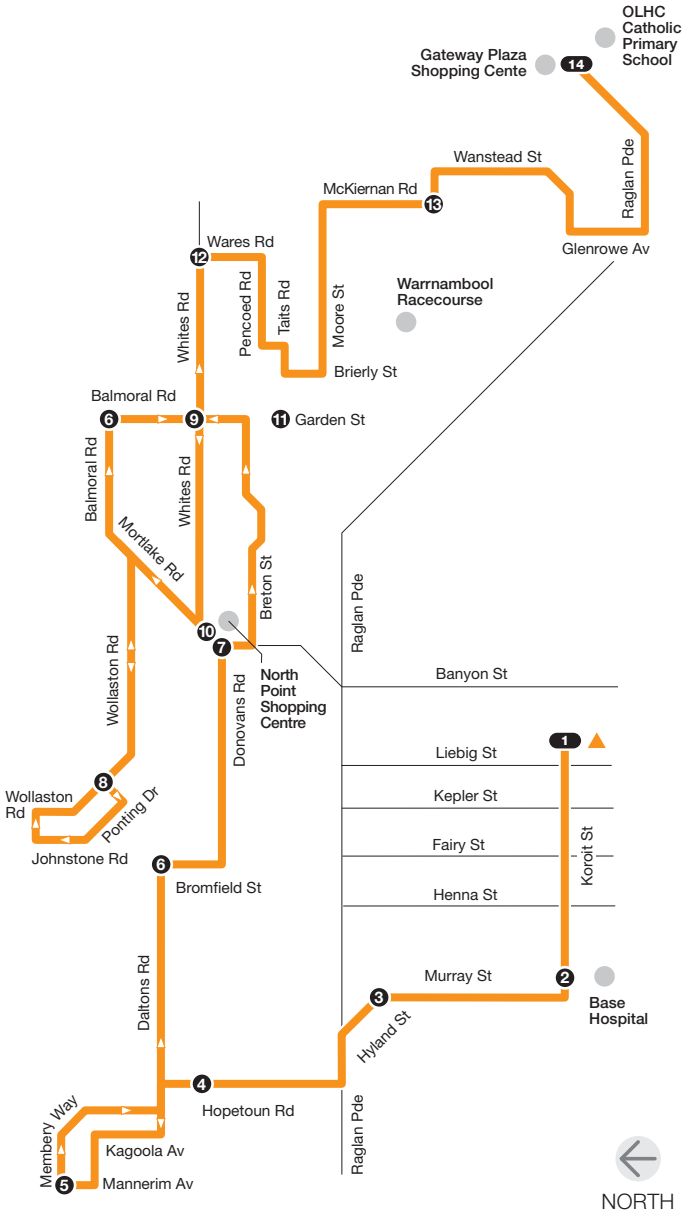 OLHC
Catholic
Primary
School
Gateway Plaza
Shopping Cente
14
Raglan Pde
Wanstead St
McKiernan Rd
13
Glenrowe Av
Wares Rd
12
Pencoed Rd
Taits Rd
Moore St
Warrnambool
Racecourse
Whites Rd
Brierly St
Balmoral Rd
6
9
11 Garden St
Balmoral Rd
Whites Rd
Mortlake Rd
Breton St
Raglan Pde
10
7
North
Point
Shopping
Centre
Banyon St
Wollaston Rd
Donovans Rd
1
Liebig St
8
Wollaston
Rd
Ponting Dr
Kepler St
Johnstone Rd
Fairy St
Koroit St
6
Bromfield St
Henna St
Daltons Rd
Murray St
2
3
Base
Hospital
Hyland St
4
Hopetoun Rd
Raglan Pde
Membery Way
Kagoola Av
5
Mannerim Av
NORTH